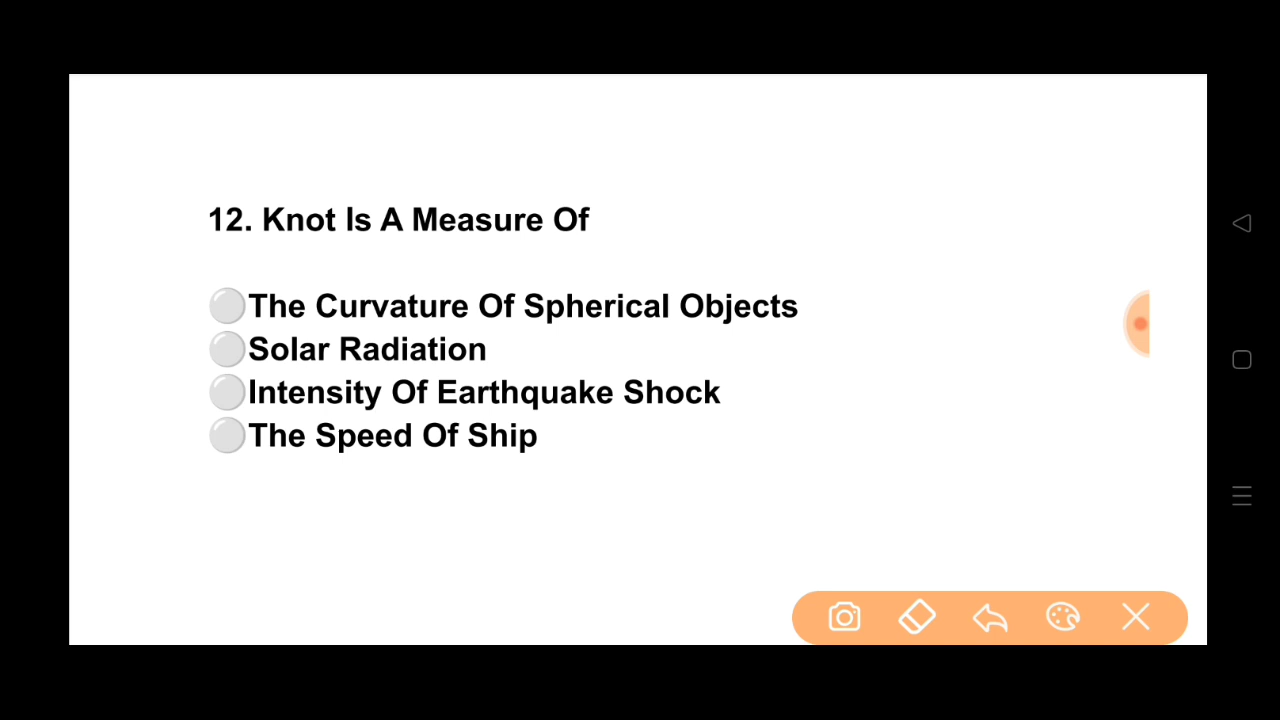 12. Knot Is A Measure Of
The Curvature Of Spherical Objects
Solar Radiation
Intensity Of Earthquake Shock
The Speed Of Ship